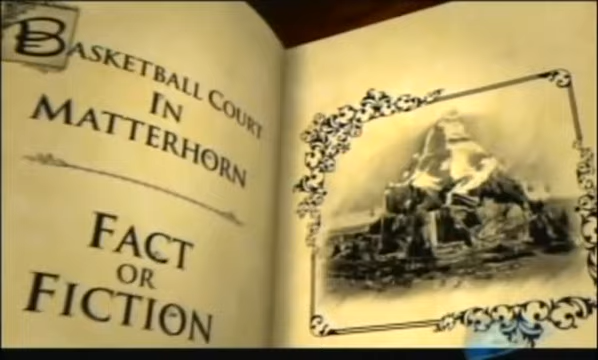 BASKETBALL COURT
IN
MATTERHORN
FACT
OR
FICTION